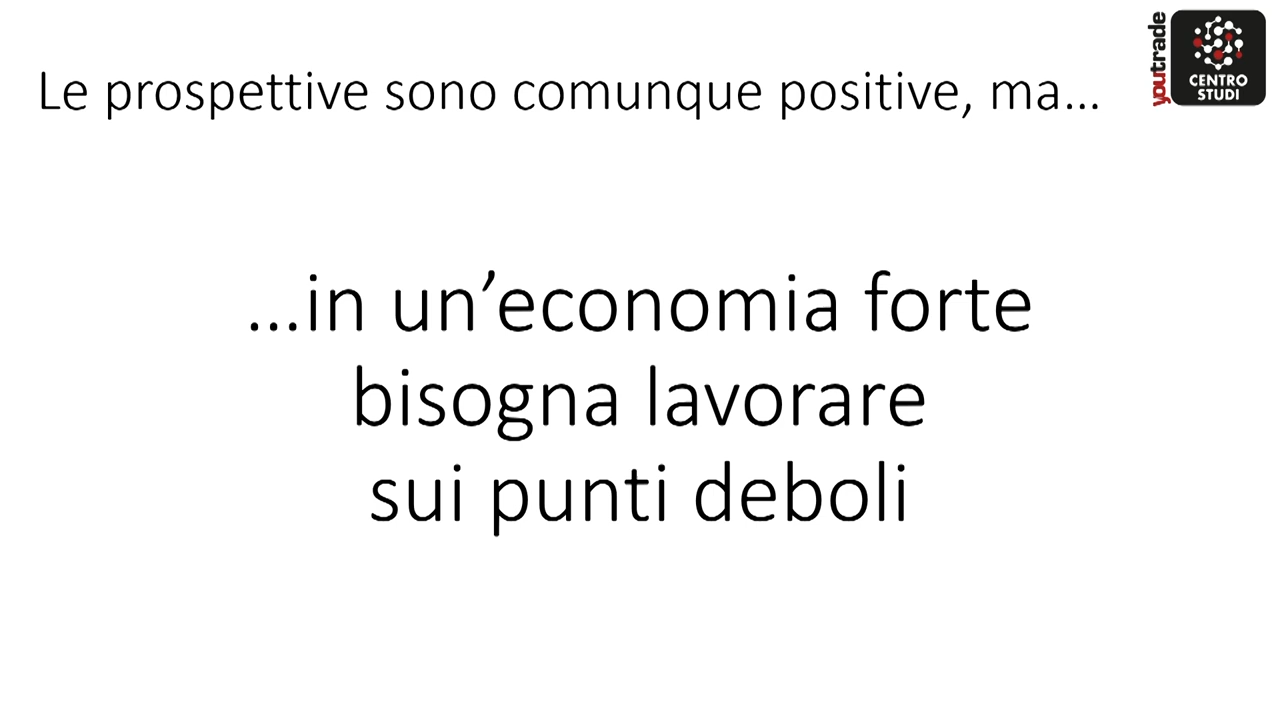 Le prospettive sono comunque positive, ma...
youtrade
CENTRO
STUDI
...in un’economia forte
bisogna lavorare
sui punti deboli